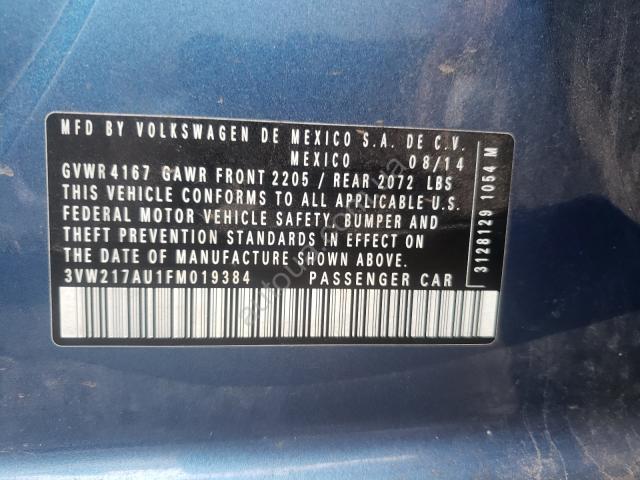 MFD BY VOLKSWAGEN DE MEXICO S.A. DE C.V.
MEXICO 08/14
GVWR 4167 GAWR FRONT 2205 / REAR 2072 LBS
THIS VEHICLE CONFORMS TO ALL APPLICABLE U.S.
FEDERAL MOTOR VEHICLE SAFETY, BUMPER AND
THEFT PREVENTION STANDARDS IN EFFECT ON
THE DATE OF MANUFACTURE SHOWN ABOVE.
3VW217AU1FM019384 PASSENGER CAR
3128129 1054 M